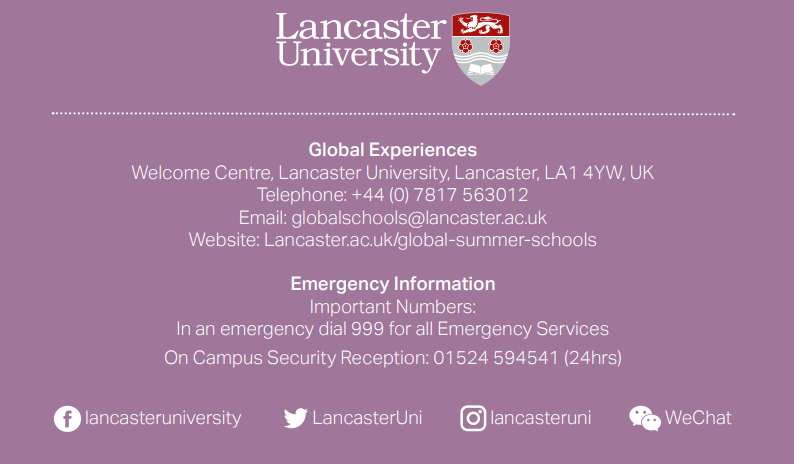 Lancaster
University
Global Experiences
Welcome Centre, Lancaster University, Lancaster, LA1 4YW, UK
Telephone: +44 (0) 7817 563012
Email: globalschools@lancaster.ac.uk
Website: Lancaster.ac.uk/global-summer-schools
Emergency Information
Important Numbers:
In an emergency dial 999 for all Emergency Services
On Campus Security Reception: 01524 594541 (24hrs)
lancasteruniversity LancasterUni lancasteruni WeChat